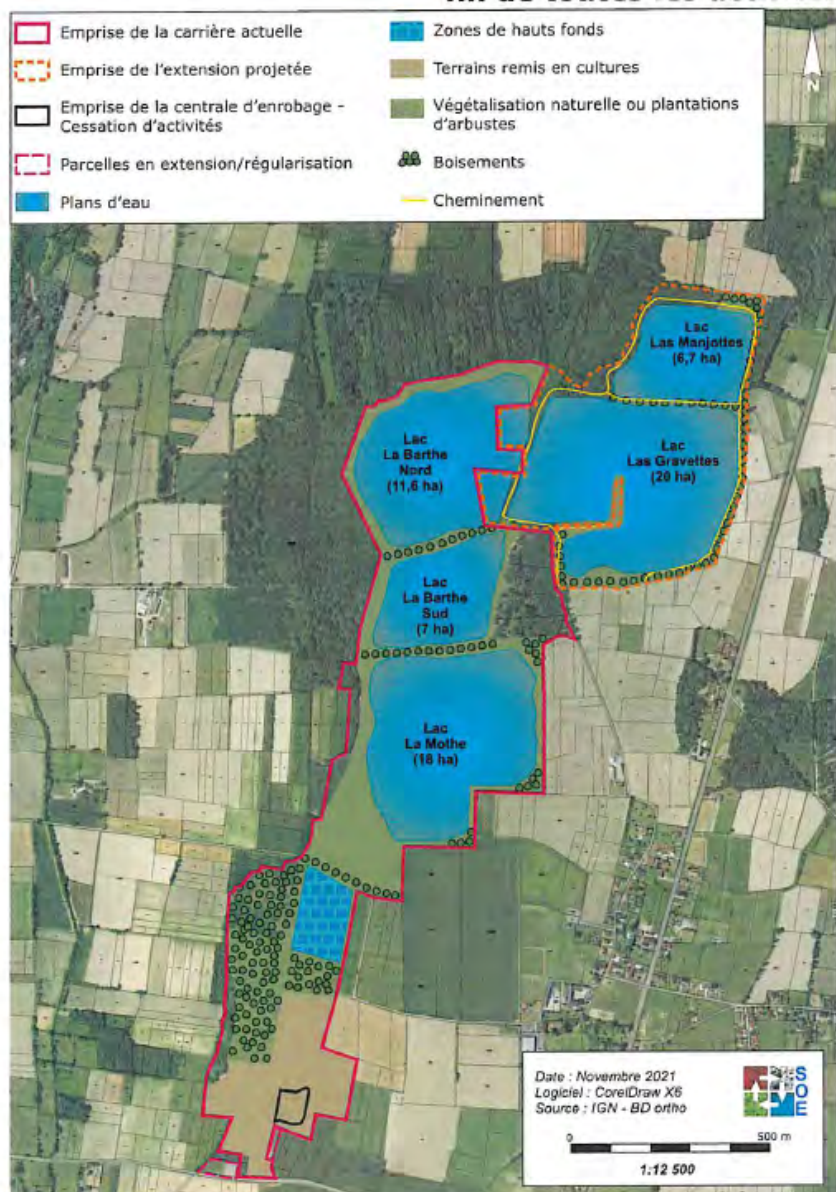 Emprise de la carrière actuelle
Emprise de l'extension projetée
Emprise de la centrale d'enrobage -
Cessation d'activités
Parcelles en extension/régularisation
Plans d'eau
Zones de hauts fonds
Terrains remis en cultures
Végétalisation naturelle ou plantations
d'arbustes
Boisements
Cheminement
N
Lac
Las Manjottes
(6,7 ha)
Lac
La Barthe
Nord
(11,6 ha)
Lac
Las Gravettes
(20 ha)
Lac
La Barthe
Sud
(7 ha)
Lac
La Mothe
(18 ha)
Date : Novembre 2021
Logiciel : CorelDraw X6
Source : IGN - BD ortho
SOE
0 500 m
1:12 500